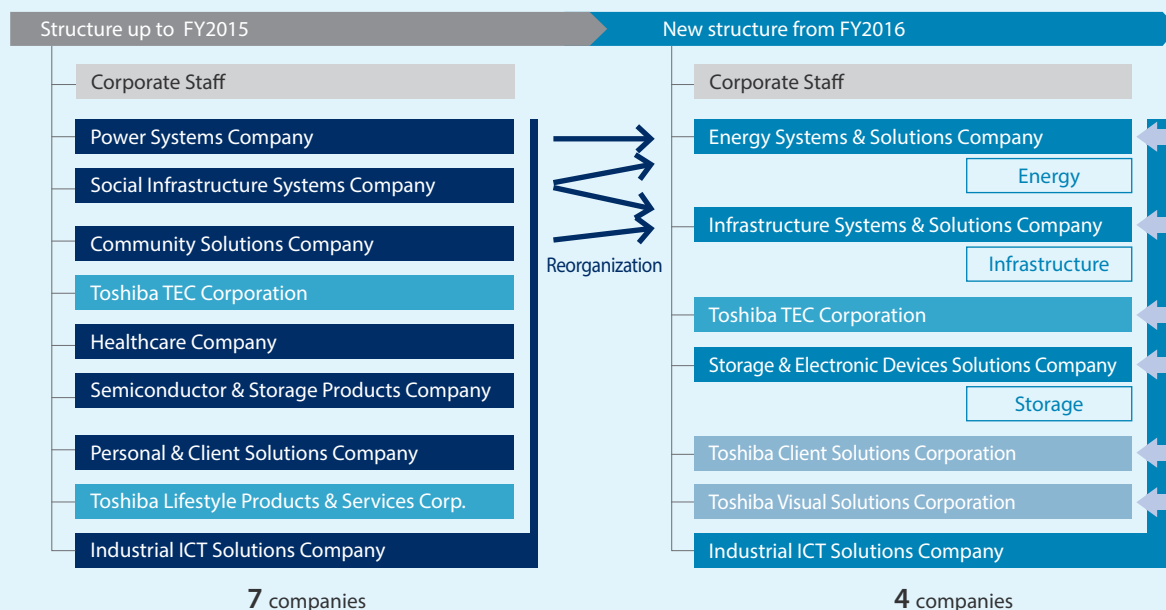 Structure up to FY2015
Corporate Staff
Power Systems Company
Social Infrastructure Systems Company
Community Solutions Company
Toshiba TEC Corporation
Healthcare Company
Semiconductor & Storage Products Company
Personal & Client Solutions Company
Toshiba Lifestyle Products & Services Corp.
Industrial ICT Solutions Company
7 companies
Reorganization
New structure from FY2016
Corporate Staff
Energy Systems & Solutions Company
Energy
Infrastructure Systems & Solutions Company
Infrastructure
Toshiba TEC Corporation
Storage & Electronic Devices Solutions Company
Storage
Toshiba Client Solutions Corporation
Toshiba Visual Solutions Corporation
Industrial ICT Solutions Company
4 companies